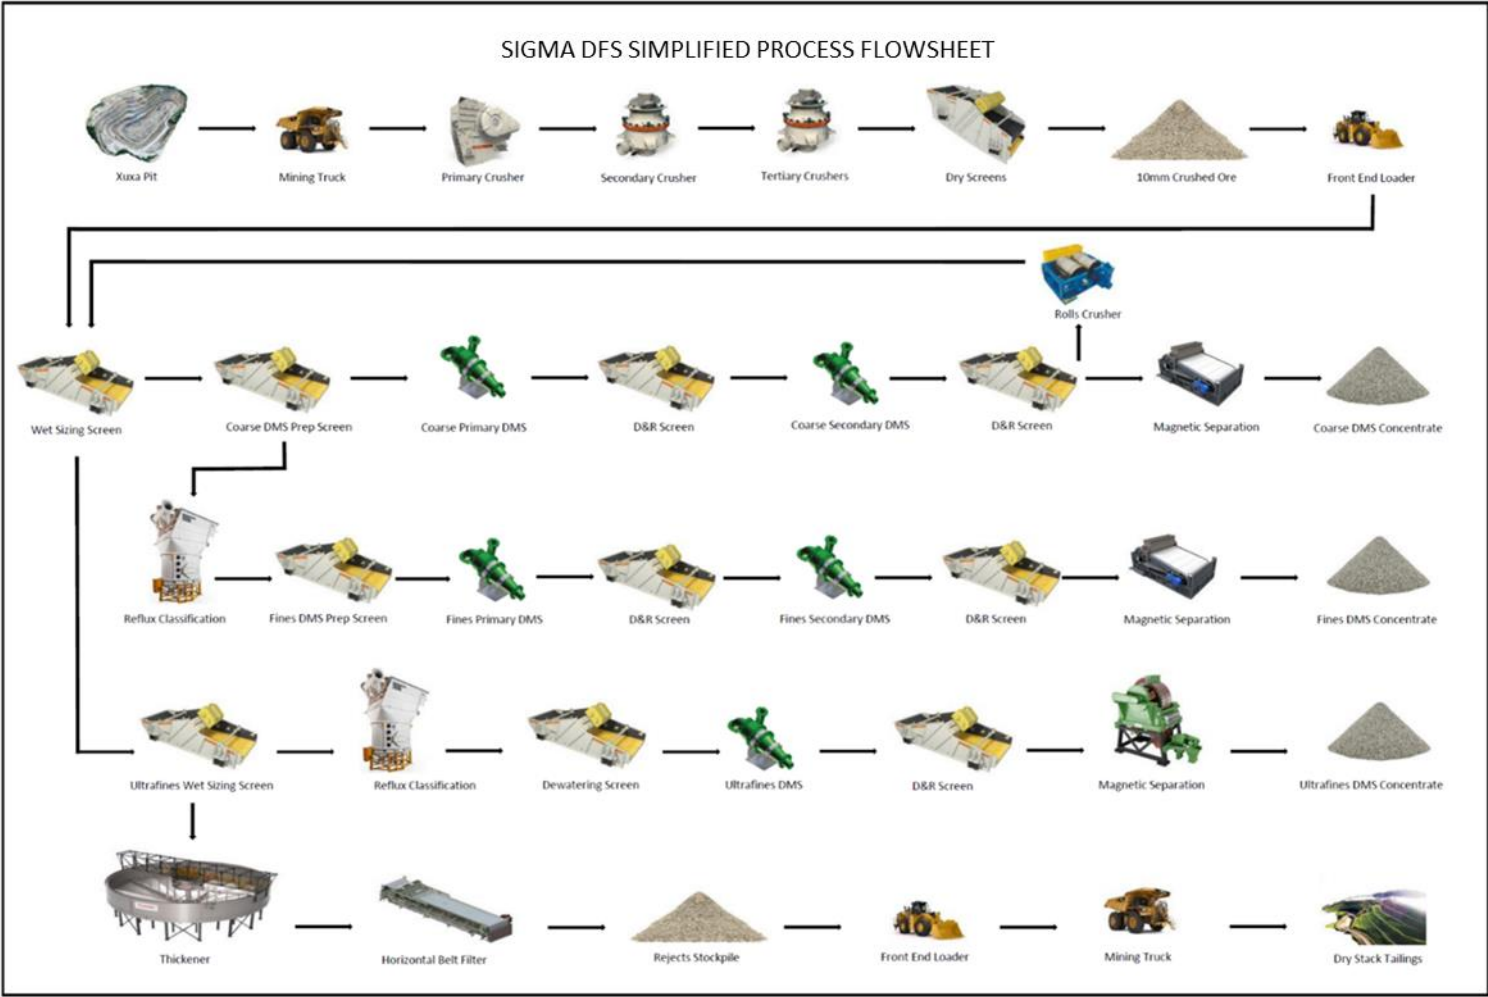 SIGMA DFS SIMPLIFIED PROCESS FLOWSHEET
Xuxa Pit
Mining Truck
Primary Crusher
Secondary Crusher
Tertiary Crushers
Dry Screens
10mm Crushed Ore
Front End Loader
Rolls Crusher
Wet Sizing Screen
Coarse DMS Prep Screen
Coarse Primary DMS
D&R Screen
Coarse Secondary DMS
D&R Screen
Magnetic Separation
Coarse DMS Concentrate
Reflux Classification
Fines DMS Prep Screen
Fines Primary DMS
D&R Screen
Fines Secondary DMS
D&R Screen
Magnetic Separation
Fines DMS Concentrate
Ultrafines Wet Sizing Screen
Reflux Classification
Dewatering Screen
Ultrafines DMS
D&R Screen
Magnetic Separation
Ultrafines DMS Concentrate
Thickener
Horizontal Belt Filter
Rejects Stockpile
Front End Loader
Mining Truck
Dry Stack Tailings